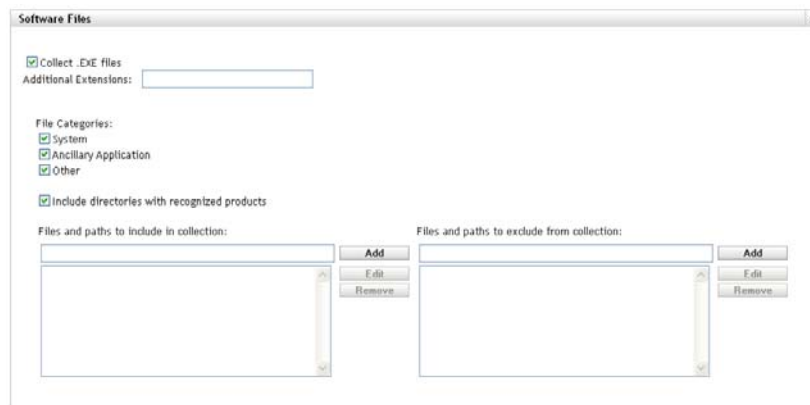 Software Files
Collect .EXE files
Additional Extensions:
File Categories:
System
Ancillary Application
Other
Include directories with recognized products
Files and paths to include in collection:
Add
Edit
Remove
Files and paths to exclude from collection:
Add
Edit
Remove